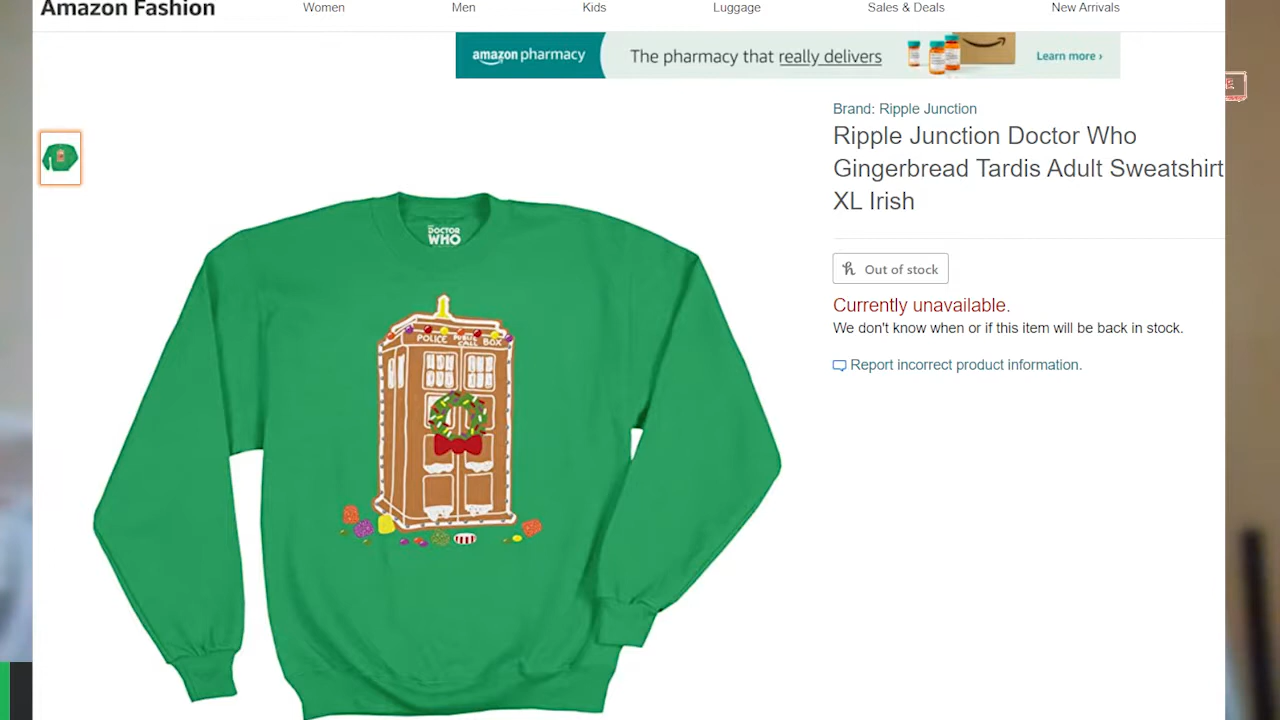 Amazon Fashion
Women Men Kids Luggage Sales & Deals New Arrivals
amazon pharmacy The pharmacy that really delivers Learn more ›
Brand: Ripple Junction
Ripple Junction Doctor Who
Gingerbread Tardis Adult Sweatshirt
XL Irish
Out of stock
Currently unavailable.
We don't know when or if this item will be back in stock.
Report incorrect product information.
DOCTOR
WHO
POLICE PUBLIC CALL BOX